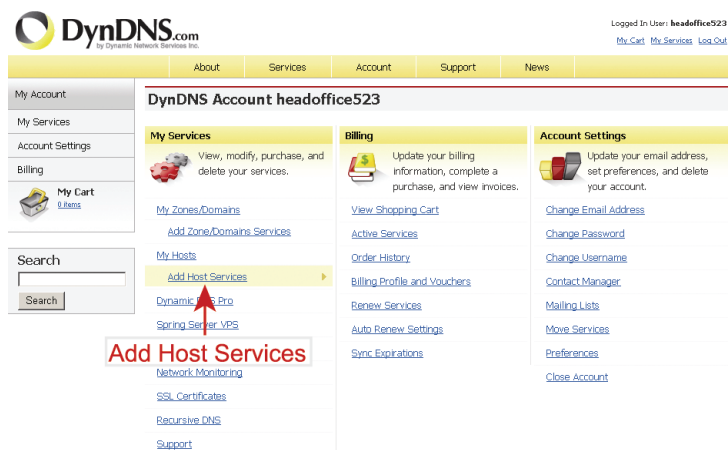 DynDNS.com
by Dynamic Network Services Inc.
Logged In User: headoffice523
My Cart My Services Log Out
About Services Account Support News
My Account
My Services
Account Settings
Billing
My Cart
0 items
Search
Search
DynDNS Account headoffice523
My Services
View, modify, purchase, and
delete your services.
My Zones/Domains
Add Zone/Domains Services
My Hosts
Add Host Services
Dynamic Pro
Spring Server VPS
Add Host Services
Network Monitoring
SSL Certificates
Recursive DNS
Support
Billing
$
Update your billing
information, complete a
purchase, and view invoices.
View Shopping Cart
Active Services
Order History
Billing Profile and Vouchers
Renew Services
Auto Renew Settings
Sync Expirations
Account Settings
Update your email address,
set preferences, and delete
your account.
Change Email Address
Change Password
Change Username
Contact Manager
Mailing Lists
Move Services
Preferences
Close Account